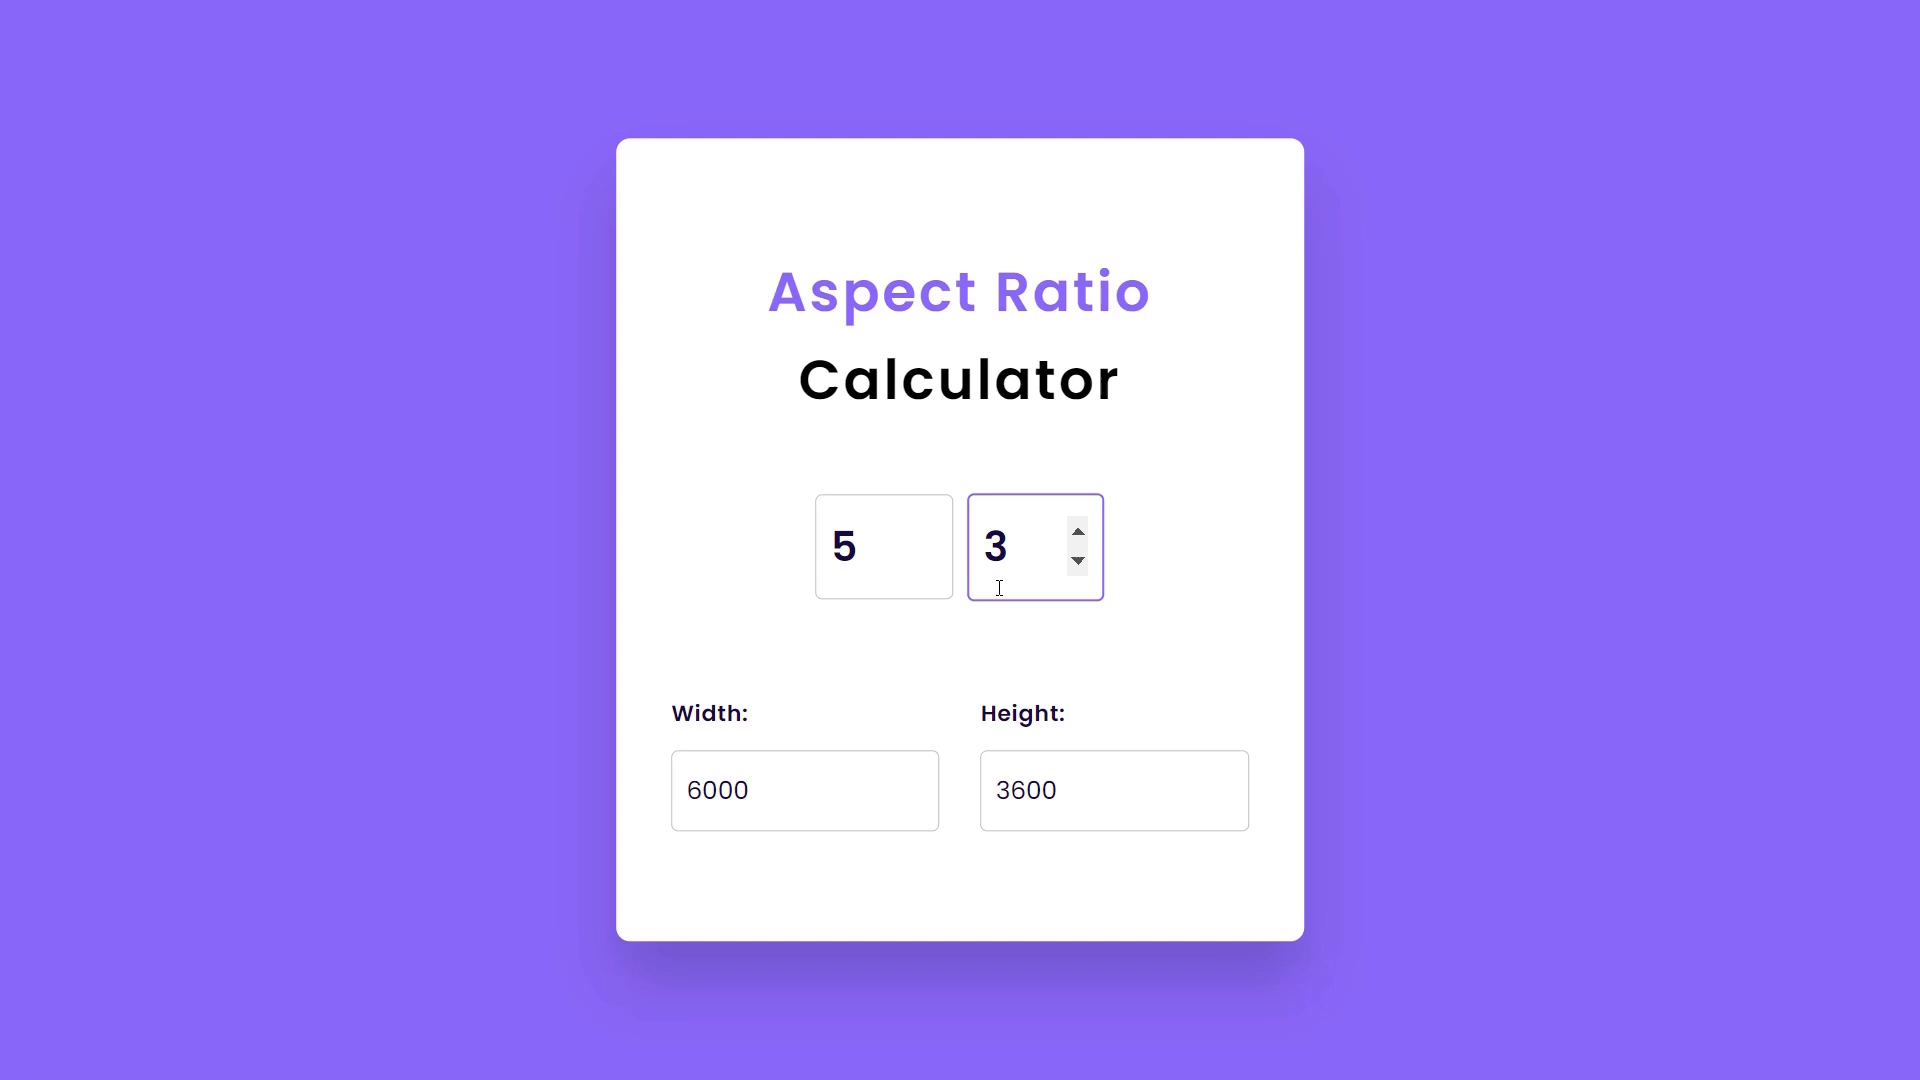 Aspect Ratio
Calculator
5 3
Width: Height:
6000 3600